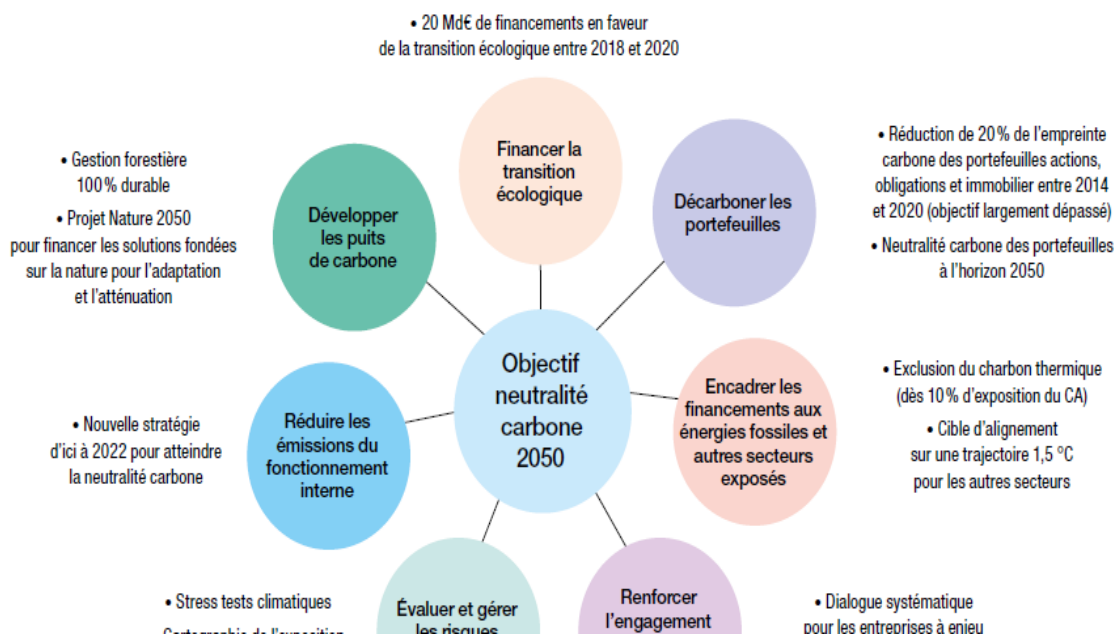 • 20 Md€ de financements en faveur
de la transition écologique entre 2018 et 2020
Financer la
transition
écologique
Décarboner les
portefeuilles
• Réduction de 20 % de l’empreinte
carbone des portefeuilles actions,
obligations et immobilier entre 2014
et 2020 (objectif largement dépassé)
• Neutralité carbone des portefeuilles
à l’horizon 2050
• Gestion forestière
100 % durable
• Projet Nature 2050
pour financer les solutions fondées
sur la nature pour l’adaptation
et l’atténuation
Développer
les puits
de carbone
Objectif
neutralité
carbone
2050
Encadrer les
financements aux
énergies fossiles et
autres secteurs
exposés
• Exclusion du charbon thermique
(dès 10 % d’exposition du CA)
• Cible d’alignement
sur une trajectoire 1,5 °C
pour les autres secteurs
• Nouvelle stratégie
d’ici à 2022 pour atteindre
la neutralité carbone
Réduire les
émissions du
fonctionnement
interne
• Stress tests climatiques
Cartographie de l’exposition
Évaluer et gérer
les risques
Renforcer
l’engagement
• Dialogue systématique
pour les entreprises à enjeu